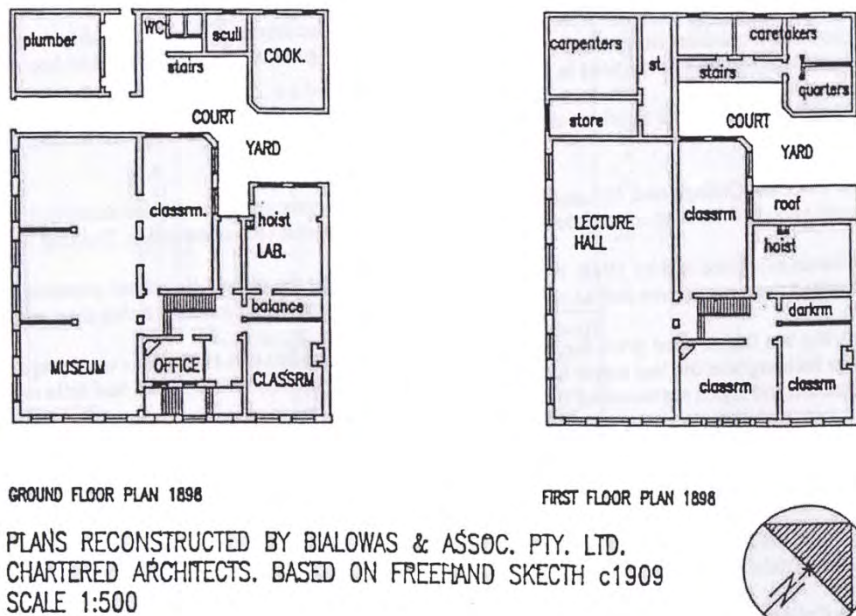 plumber
WC
scull
COOK.
stairs
COURT
YARD
classrm.
hoist
LAB.
balance
MUSEUM
OFFICE
CLASSRM
carpenters
st.
caretakers
stairs
quarters
store
COURT
YARD
LECTURE
HALL
classrm
roof
hoist
darkrm
classrm
classrm
GROUND FLOOR PLAN 1898
FIRST FLOOR PLAN 1898
PLANS RECONSTRUCTED BY BIALOWAS & ASSOC. PTY. LTD.
CHARTERED ARCHITECTS. BASED ON FREEHAND SKECTH c1909
SCALE 1:500
N